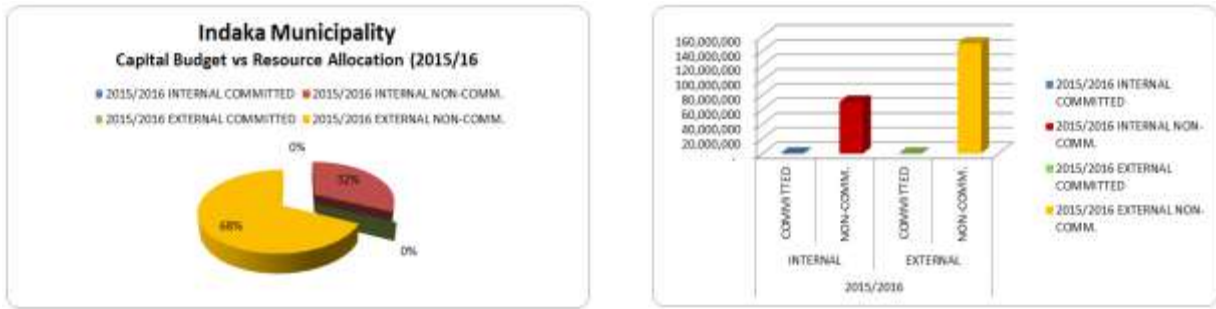 Indaka Municipality
Capital Budget vs Resource Allocation (2015/16
2015/2016 INTERNAL COMMITTED 2015/2016 INTERNAL NON-COMM.
2015/2016 EXTERNAL COMMITTED 2015/2016 EXTERNAL NON-COMM.
0%
32%
68%
0%
160,000,000
140,000,000
120,000,000
100,000,000
80,000,000
60,000,000
40,000,000
20,000,000
-
COMMITTED
NON-COMM.
COMMITTED
NON-COMM.
INTERNAL
EXTERNAL
2015/2016
2015/2016 INTERNAL
COMMITTED
2015/2016 INTERNAL NON-
COMM.
2015/2016 EXTERNAL
COMMITTED
2015/2016 EXTERNAL NON-
COMM.